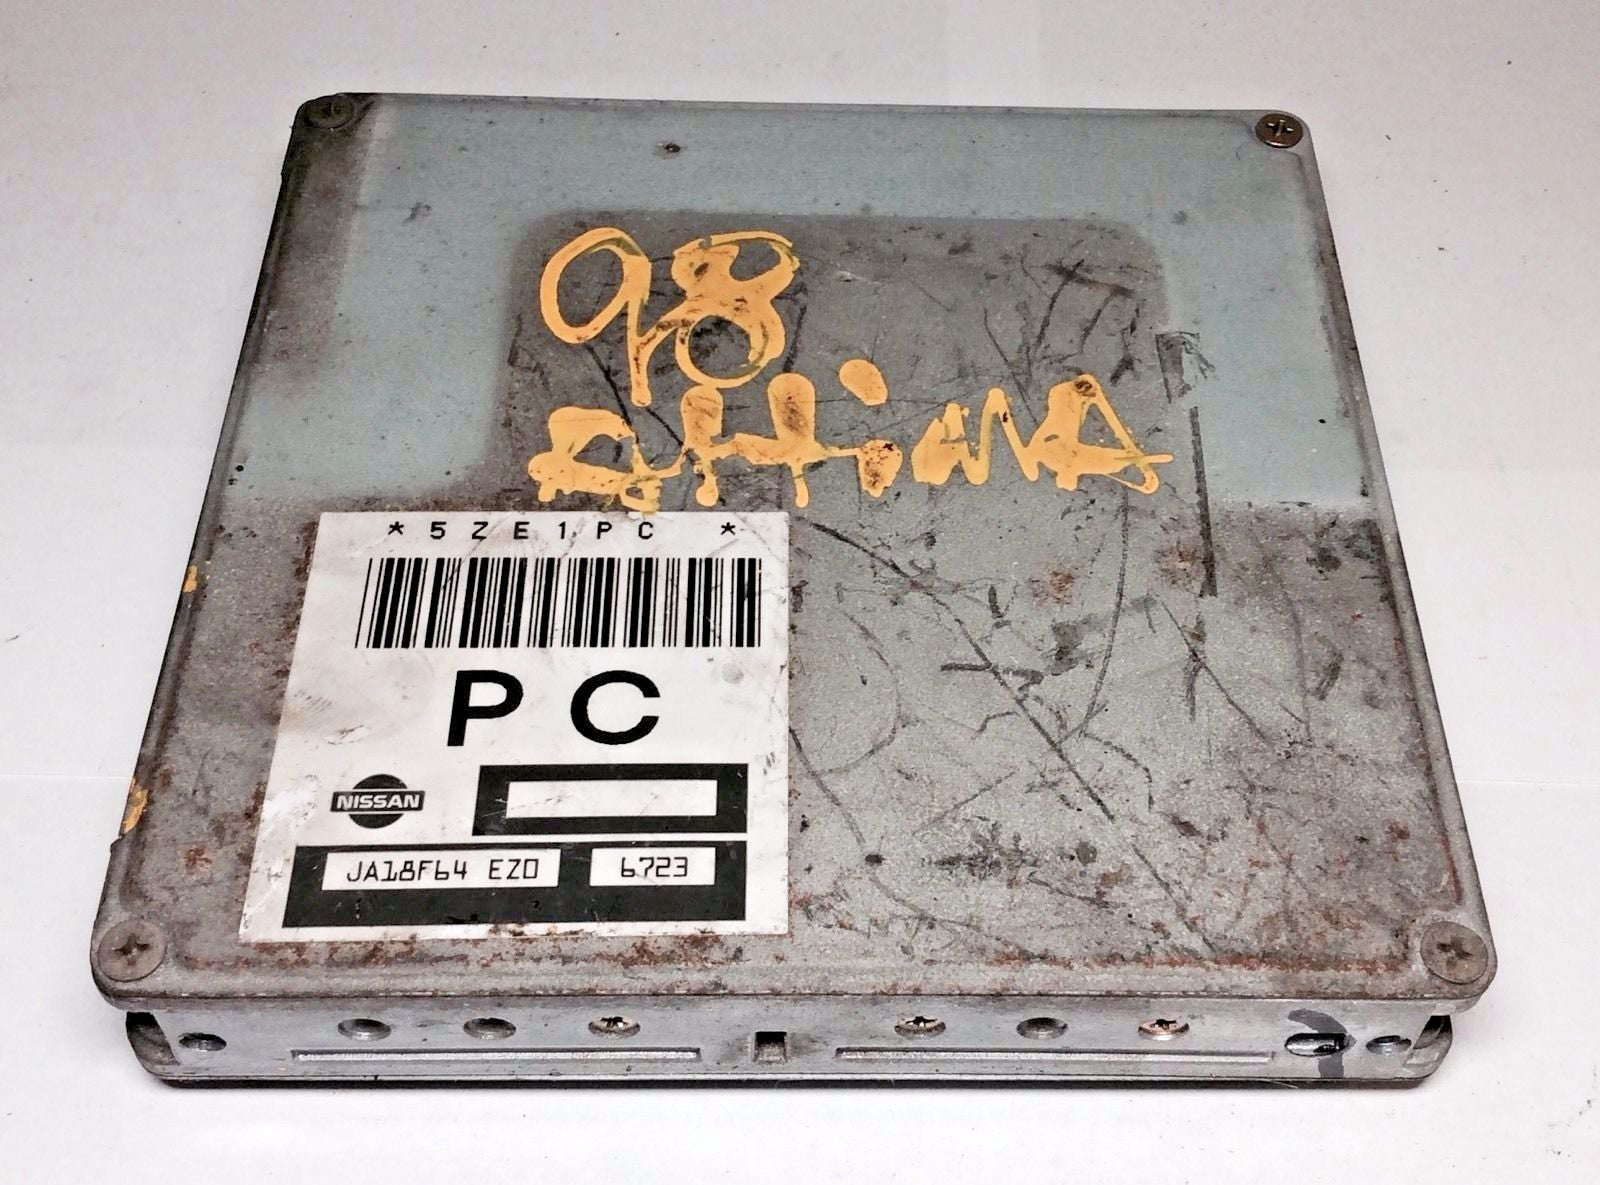 98
altimA
*5ZE1PC *
PC
NISSAN
JA18F64 EZ0
6723